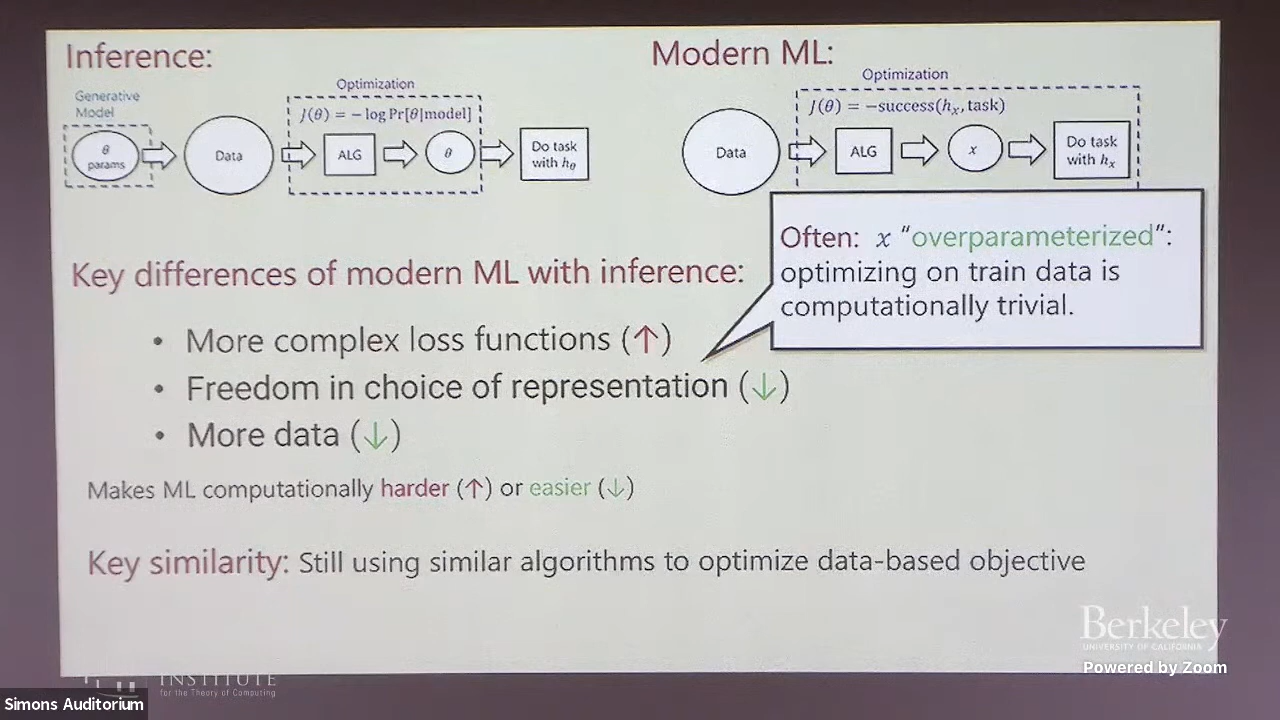 Inference:
Modern ML:
Generative
Model
θ
params
Data
Optimization
J(θ) = −log Pr[θ|model]
ALG
θ
Do task
with hθ
Data
Optimization
J(θ) = −success(hx, task)
ALG
x
Do task
with hx
Often: x "overparameterized":
optimizing on train data is
computationally trivial.
Key differences of modern ML with inference:
• More complex loss functions (↑)
• Freedom in choice of representation (↓)
• More data (↓)
Makes ML computationally harder (↑) or easier (↓)
Key similarity: Still using similar algorithms to optimize data-based objective
Berkeley
UNIVERSITY OF CALIFORNIA
Powered by Zoom
INSTITUTE
for the Theory of Computing
Simons Auditorium